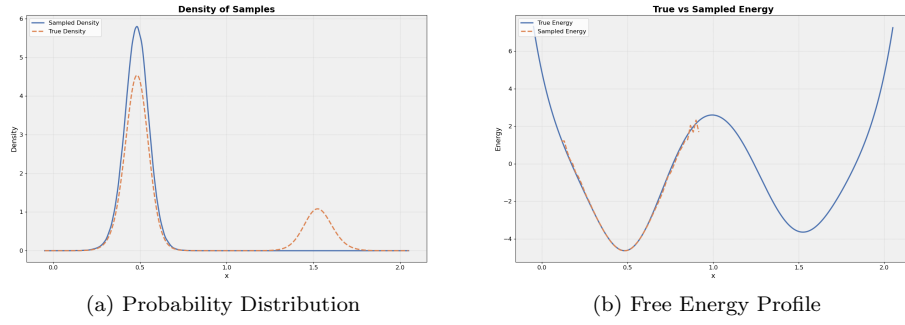 Density of Samples
Sampled Density
True Density
6
5
4
3
2
1
0
Density
0.0 0.5 1.0 1.5 2.0
x
(a) Probability Distribution
True vs Sampled Energy
True Energy
Sampled Energy
6
4
2
0
−2
−4
Energy
0.0 0.5 1.0 1.5 2.0
x
(b) Free Energy Profile